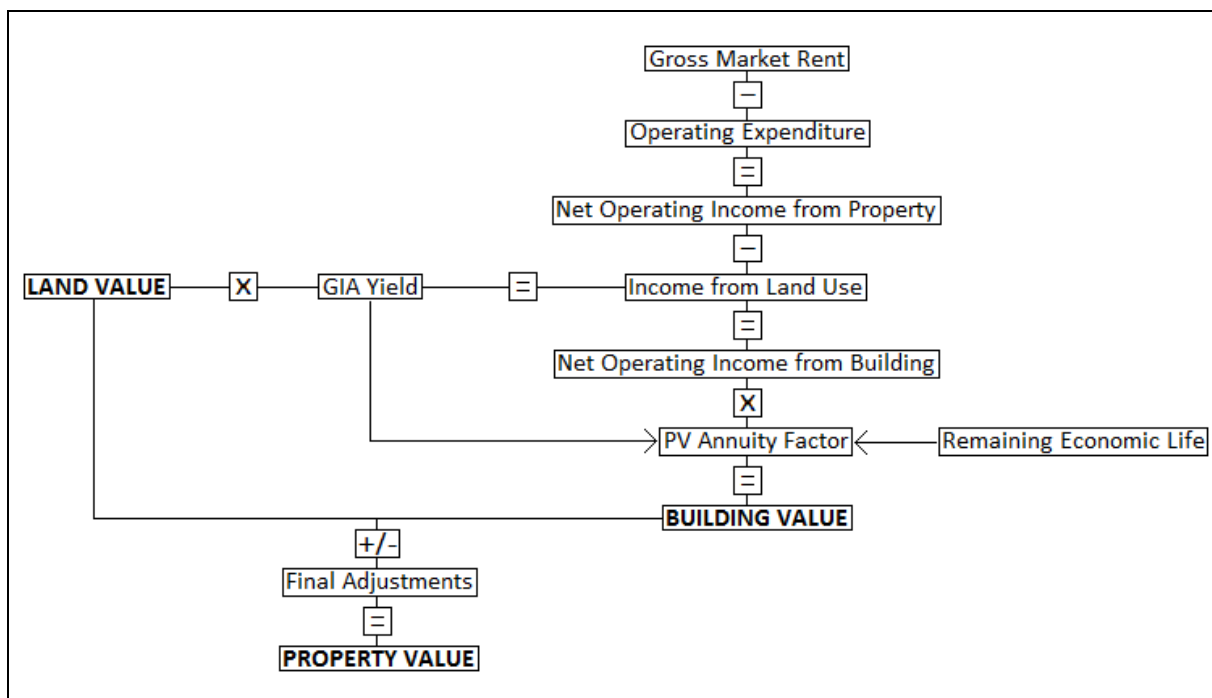 Gross Market Rent
−
Operating Expenditure
=
Net Operating Income from Property
−
LAND VALUE X GIA Yield = Income from Land Use
=
Net Operating Income from Building
X
PV Annuity Factor Remaining Economic Life
=
BUILDING VALUE
+/-
Final Adjustments
=
PROPERTY VALUE